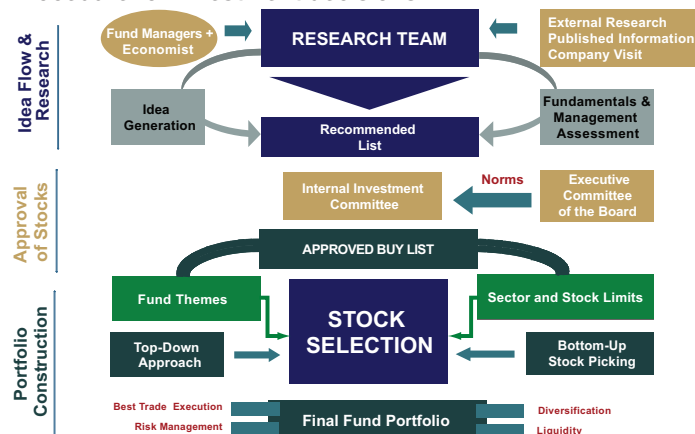 Fund Managers +
Economist
RESEARCH TEAM
External Research
Published Information
Company Visit
Idea Flow &
Research
Idea
Generation
Fundamentals &
Management
Assessment
Recommended
List
Approval
of Stocks
Internal Investment
Committee
Norms
Executive
Committee
of the Board
APPROVED BUY LIST
Fund Themes
Sector and Stock Limits
STOCK
SELECTION
Portfolio
Construction
Top-Down
Approach
Bottom-Up
Stock Picking
Best Trade Execution
Risk Management
Final Fund Portfolio
Diversification
Liquidity